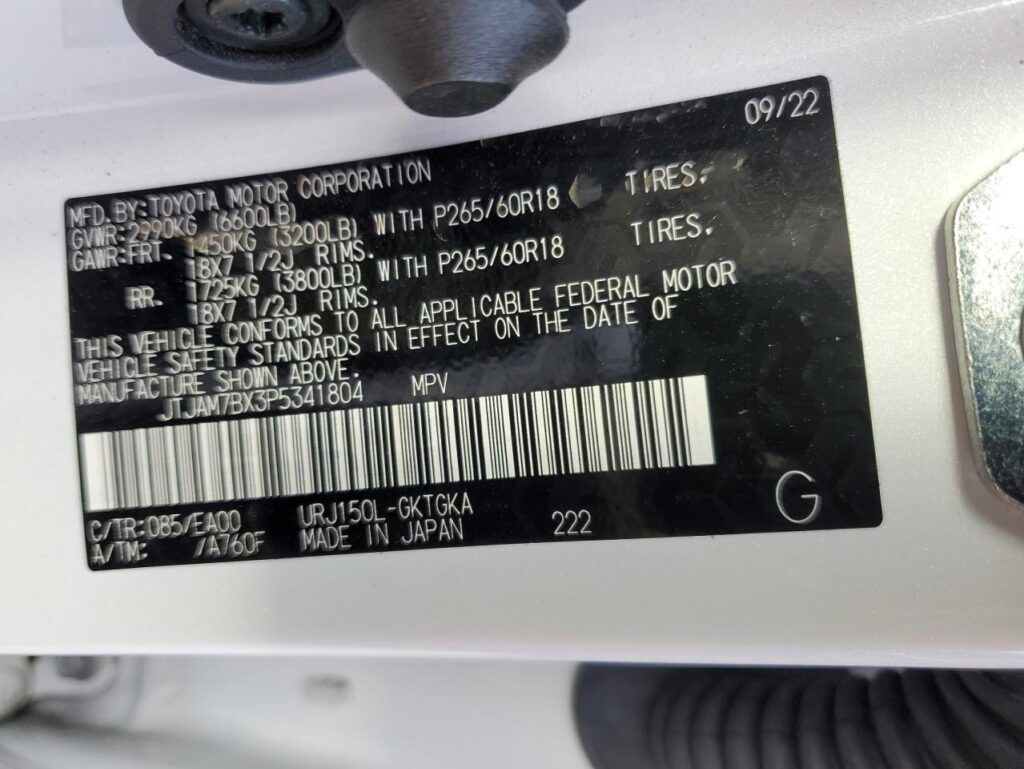 09/22
MFD. BY: TOYOTA MOTOR CORPORATION
GVWR: 2990KG (6600LB)
GAWR: FRT. 1450KG (3200LB) WITH P265/60R18 TIRES.
18X7 1/2J RIMS.
RR. 1725KG (3800LB) WITH P265/60R18 TIRES.
18X7 1/2J RIMS.
THIS VEHICLE CONFORMS TO ALL APPLICABLE FEDERAL MOTOR
VEHICLE SAFETY STANDARDS IN EFFECT ON THE DATE OF
MANUFACTURE SHOWN ABOVE.
JTJAM7BX3P5341804 MPV
C/TR: 085/EA00 URJ150L-GKTGKA
A/TM: /A760F MADE IN JAPAN 222 G